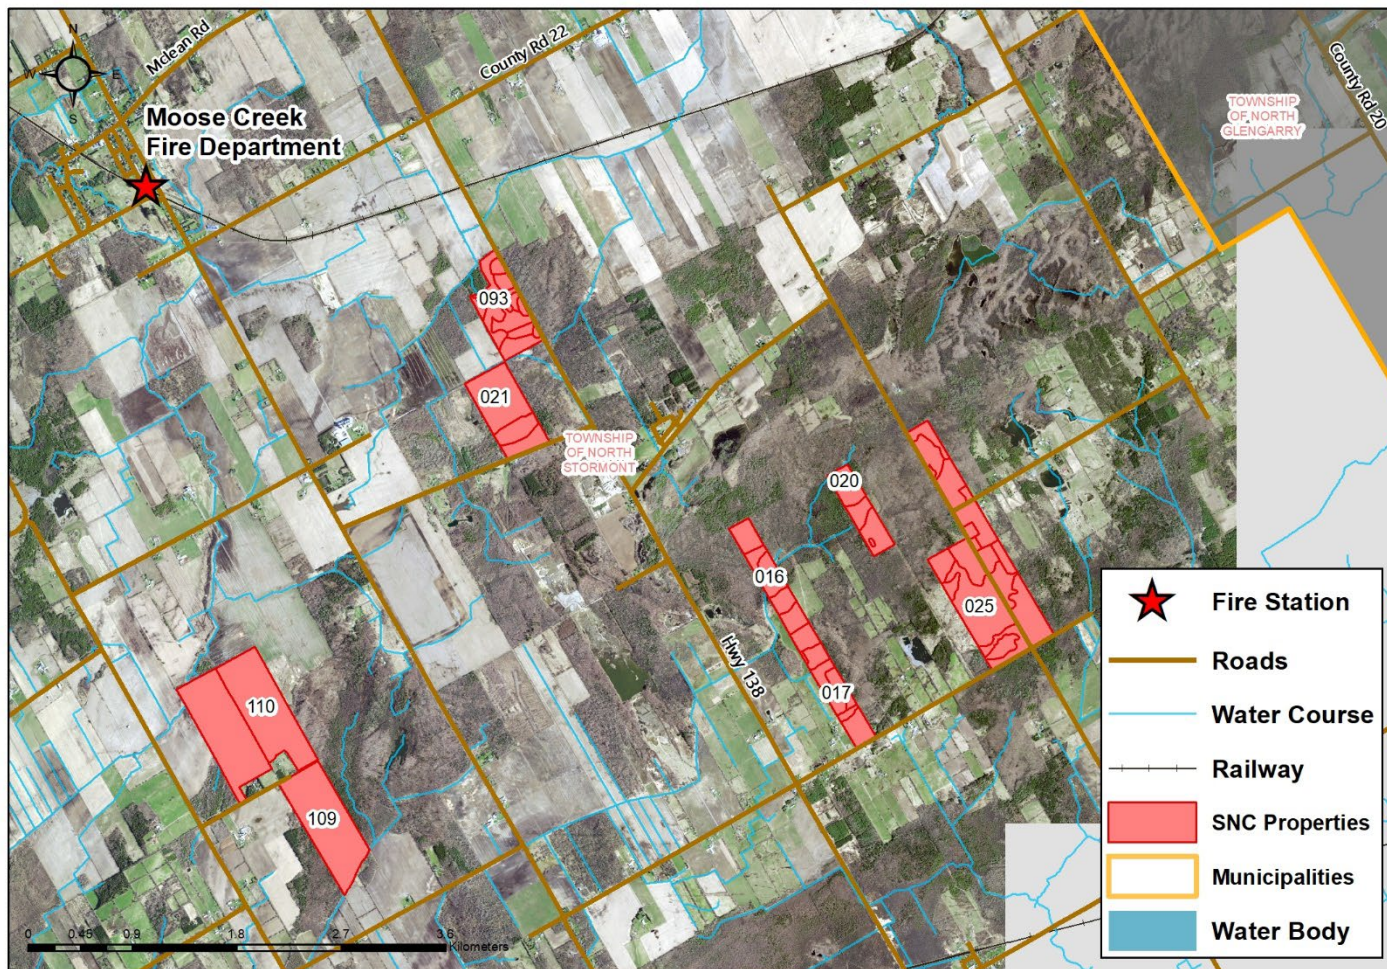 N
W
E
S
Mclean Rd
County Rd 22
County Rd 20
TOWNSHIP
OF NORTH
GLENGARRY
Moose Creek
Fire Department
093
021
TOWNSHIP
OF NORTH
STORMONT
020
016
025
017
Hwy 138
110
109
Fire Station
Roads
Water Course
Railway
SNC Properties
Municipalities
Water Body
0 0.45 0.9 1.8 2.7 3.6
Kilometers